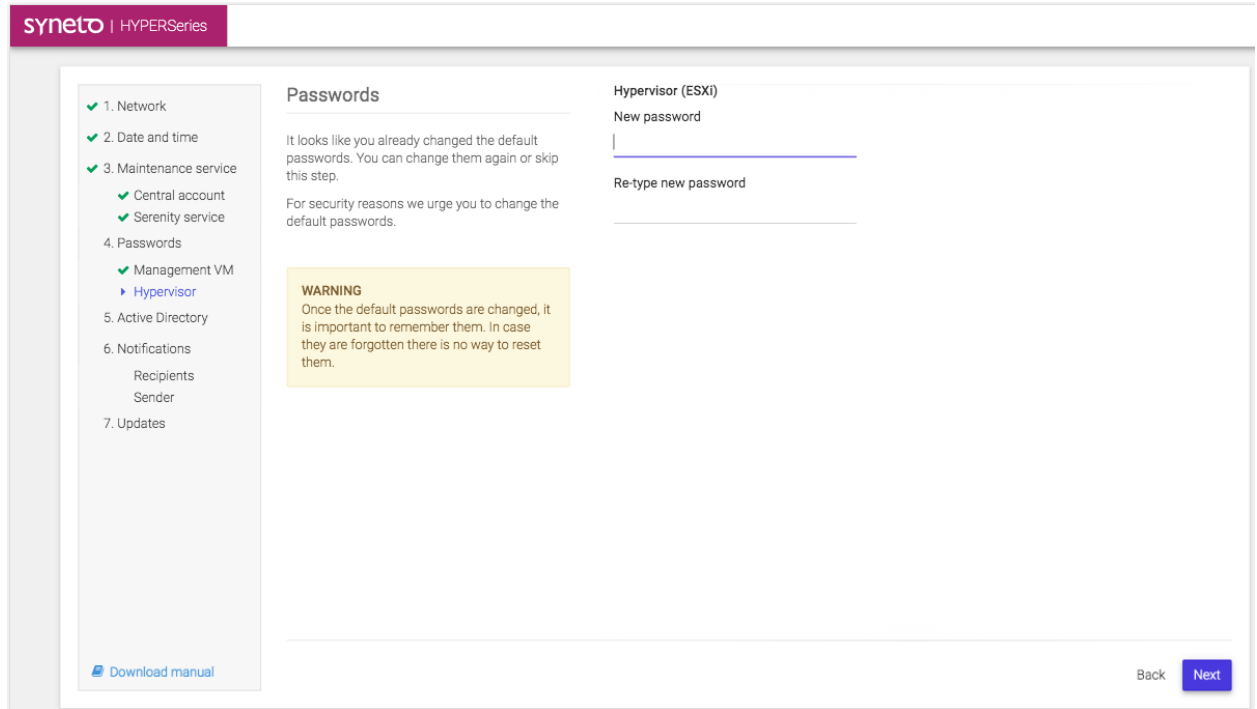 syneto | HYPERSeries
1. Network
2. Date and time
3. Maintenance service
Central account
Serenity service
4. Passwords
Management VM
Hypervisor
5. Active Directory
6. Notifications
Recipients
Sender
7. Updates
Download manual
Passwords
It looks like you already changed the default
passwords. You can change them again or skip
this step.
For security reasons we urge you to change the
default passwords.
WARNING
Once the default passwords are changed, it
is important to remember them. In case
they are forgotten there is no way to reset
them.
Hypervisor (ESXi)
New password
Re-type new password
Back
Next